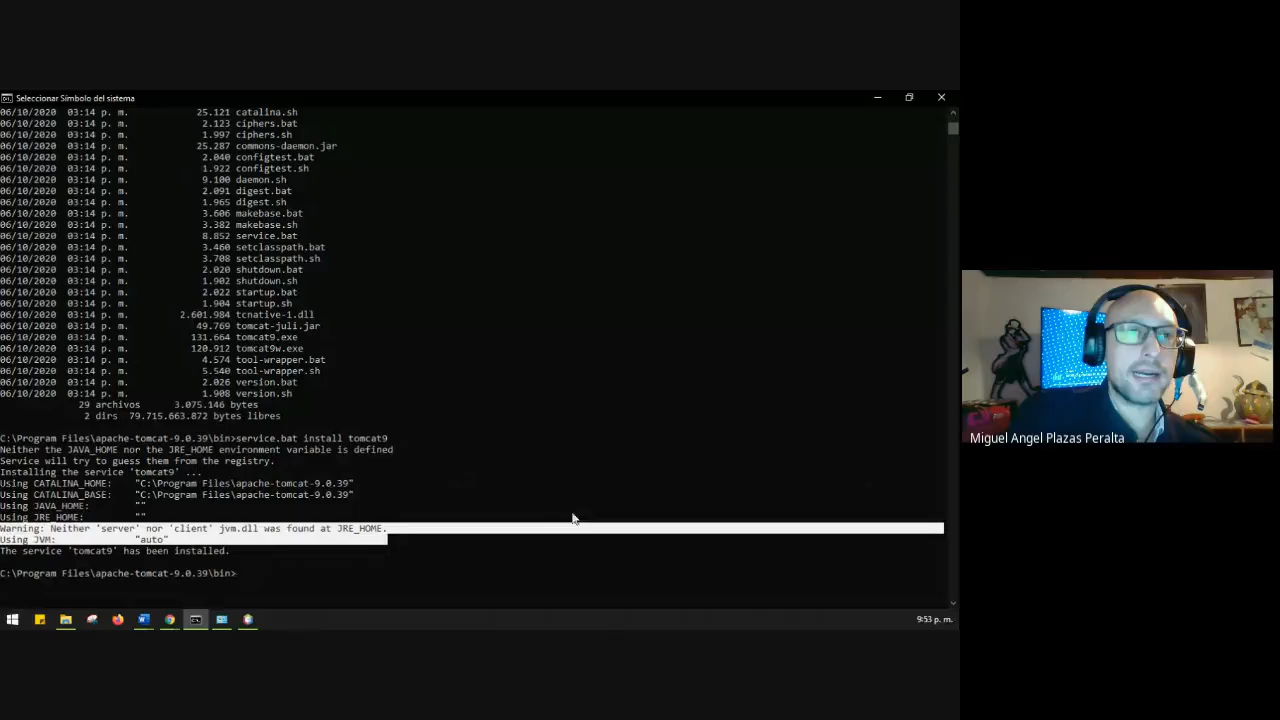 Seleccionar Símbolo del sistema
06/10/2020 03:14 p. m. 25.121 catalina.sh
06/10/2020 03:14 p. m. 2.123 ciphers.bat
06/10/2020 03:14 p. m. 1.997 ciphers.sh
06/10/2020 03:14 p. m. 25.287 commons-daemon.jar
06/10/2020 03:14 p. m. 2.040 configtest.bat
06/10/2020 03:14 p. m. 1.922 configtest.sh
06/10/2020 03:14 p. m. 9.100 daemon.sh
06/10/2020 03:14 p. m. 2.091 digest.bat
06/10/2020 03:14 p. m. 1.965 digest.sh
06/10/2020 03:14 p. m. 3.606 makebase.bat
06/10/2020 03:14 p. m. 3.382 makebase.sh
06/10/2020 03:14 p. m. 8.852 service.bat
06/10/2020 03:14 p. m. 3.460 setclasspath.bat
06/10/2020 03:14 p. m. 3.708 setclasspath.sh
06/10/2020 03:14 p. m. 2.020 shutdown.bat
06/10/2020 03:14 p. m. 1.902 shutdown.sh
06/10/2020 03:14 p. m. 2.022 startup.bat
06/10/2020 03:14 p. m. 1.904 startup.sh
06/10/2020 03:14 p. m. 2.601.984 tcnative-1.dll
06/10/2020 03:14 p. m. 49.769 tomcat-juli.jar
06/10/2020 03:14 p. m. 131.664 tomcat9.exe
06/10/2020 03:14 p. m. 120.912 tomcat9w.exe
06/10/2020 03:14 p. m. 4.574 tool-wrapper.bat
06/10/2020 03:14 p. m. 5.540 tool-wrapper.sh
06/10/2020 03:14 p. m. 2.026 version.bat
06/10/2020 03:14 p. m. 1.908 version.sh
29 archivos 3.075.146 bytes
2 dirs 79.715.663.872 bytes libres
C:\Program Files\apache-tomcat-9.0.39\bin>service.bat install tomcat9
Neither the JAVA_HOME nor the JRE_HOME environment variable is defined
Service will try to guess them from the registry.
Installing the service 'tomcat9' ...
Using CATALINA_HOME: "C:\Program Files\apache-tomcat-9.0.39"
Using CATALINA_BASE: "C:\Program Files\apache-tomcat-9.0.39"
Using JAVA_HOME: ""
Using JRE_HOME: ""
Warning: Neither 'server' nor 'client' jvm.dll was found at JRE_HOME.
Using JVM: "auto"
The service 'tomcat9' has been installed.
C:\Program Files\apache-tomcat-9.0.39\bin>
9:53 p. m.
Miguel Angel Plazas Peralta